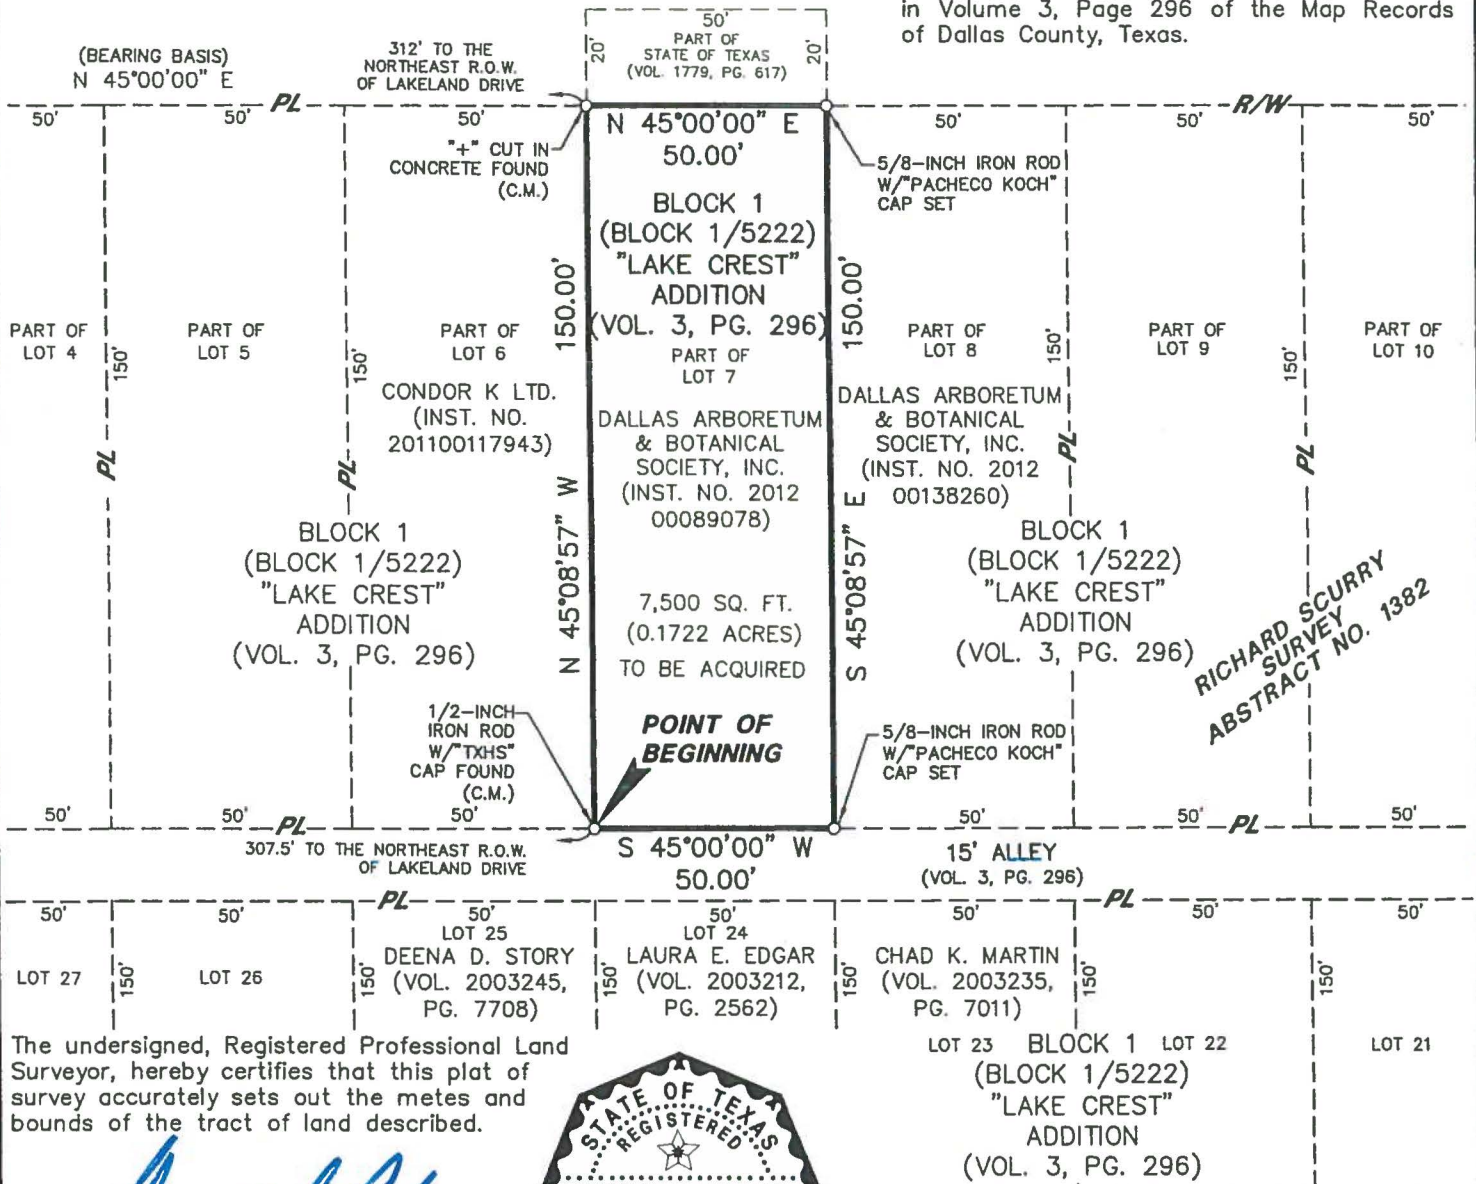 in Volume 3, Page 296 of the Map Records
of Dallas County, Texas.
50'
20'
20'
PART OF
STATE OF TEXAS
(VOL. 1779, PG. 617)
(BEARING BASIS)
N 45°00'00" E
312' TO THE
NORTHEAST R.O.W.
OF LAKELAND DRIVE
PL
R/W
50'
50'
50'
N 45°00'00" E
50.00'
50'
50'
50'
"+" CUT IN
CONCRETE FOUND
(C.M.)
5/8-INCH IRON ROD
W/"PACHECO KOCH"
CAP SET
BLOCK 1
(BLOCK 1/5222)
"LAKE CREST"
ADDITION
(VOL. 3, PG. 296)
150.00'
150.00'
PART OF
LOT 4
150'
PART OF
LOT 5
150'
PART OF
LOT 6
PART OF
LOT 7
PART OF
LOT 8
150'
PART OF
LOT 9
150'
PART OF
LOT 10
CONDOR K LTD.
(INST. NO.
201100117943)
DALLAS ARBORETUM
& BOTANICAL
SOCIETY, INC.
(INST. NO. 2012
00089078)
DALLAS ARBORETUM
& BOTANICAL
SOCIETY, INC.
(INST. NO. 2012
00138260)
PL
PL
PL
PL
N 45°08'57" W
S 45°08'57" E
BLOCK 1
(BLOCK 1/5222)
"LAKE CREST"
ADDITION
(VOL. 3, PG. 296)
7,500 SQ. FT.
(0.1722 ACRES)
TO BE ACQUIRED
BLOCK 1
(BLOCK 1/5222)
"LAKE CREST"
ADDITION
(VOL. 3, PG. 296)
RICHARD SCURRY
SURVEY
ABSTRACT NO. 1382
1/2-INCH
IRON ROD
W/"TXHS"
CAP FOUND
(C.M.)
POINT OF
BEGINNING
5/8-INCH IRON ROD
W/"PACHECO KOCH"
CAP SET
50'
50'
50'
50'
50'
50'
PL
PL
307.5' TO THE NORTHEAST R.O.W.
OF LAKELAND DRIVE
S 45°00'00" W
50.00'
15' ALLEY
(VOL. 3, PG. 296)
PL
PL
50'
50'
50'
50'
50'
50'
50'
LOT 27
150'
LOT 26
150'
LOT 25
DEENA D. STORY
(VOL. 2003245,
PG. 7708)
150'
LOT 24
LAURA E. EDGAR
(VOL. 2003212,
PG. 2562)
150'
CHAD K. MARTIN
(VOL. 2003235,
PG. 7011)
150'
150'
LOT 23
LOT 22
LOT 21
BLOCK 1
(BLOCK 1/5222)
"LAKE CREST"
ADDITION
(VOL. 3, PG. 296)
The undersigned, Registered Professional Land
Surveyor, hereby certifies that this plat of
survey accurately sets out the metes and
bounds of the tract of land described.
STATE OF TEXAS
REGISTERED